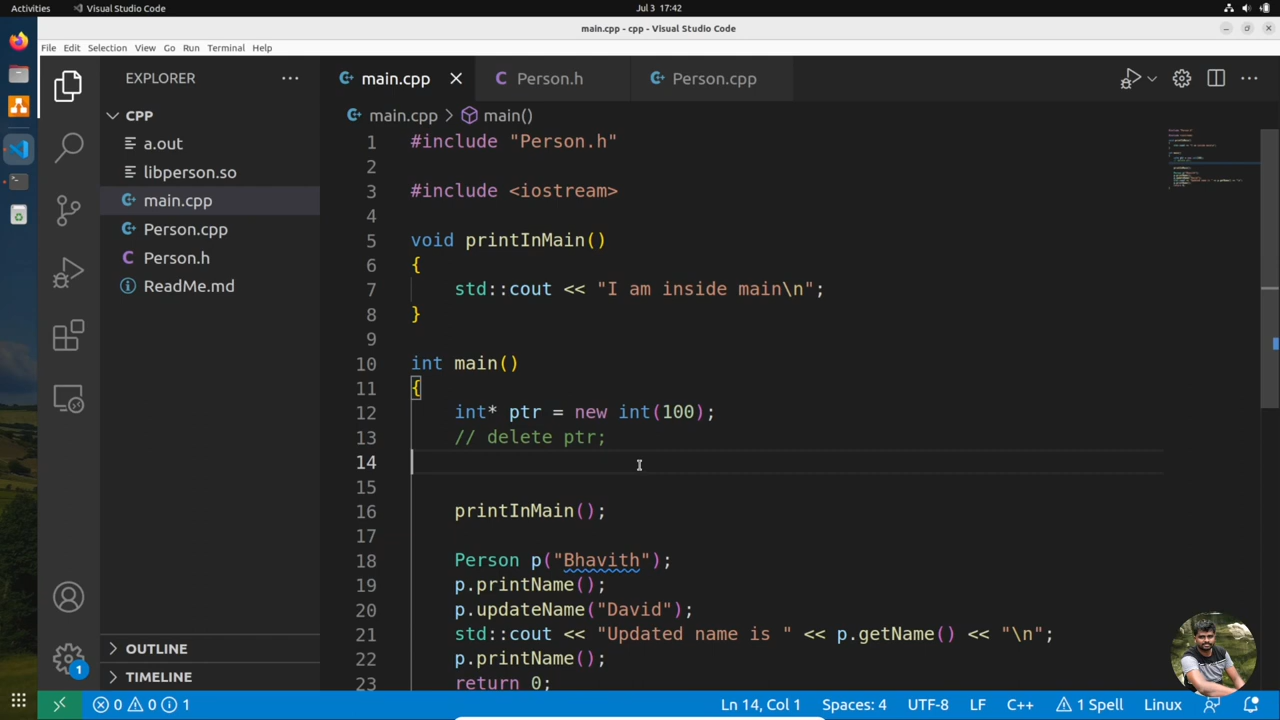 Activities Visual Studio Code Jul 3 17:42
main.cpp - cpp - Visual Studio Code
File Edit Selection View Go Run Terminal Help
EXPLORER
main.cpp Person.h Person.cpp
CPP
main.cpp > main()
a.out
libperson.so
main.cpp
Person.cpp
Person.h
ReadMe.md
1 #include "Person.h"
2
3 #include <iostream>
4
5 void printInMain()
6 {
7 std::cout << "I am inside main\n";
8 }
9
10 int main()
11 {
12 int* ptr = new int(100);
13 // delete ptr;
14
15
16 printInMain();
17
18 Person p("Bhavith");
19 p.printName();
20 p.updateName("David");
21 std::cout << "Updated name is " << p.getName() << "\n";
22 p.printName();
23 return 0;
OUTLINE
TIMELINE
1
0 0 1 Ln 14, Col 1 Spaces: 4 UTF-8 LF C++ 1 Spell Linux